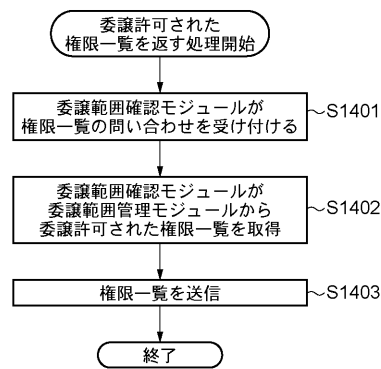 委譲許可された
権限一覧を返す処理開始
委譲範囲確認モジュールが
権限一覧の問い合わせを受け付ける
S1401
委譲範囲確認モジュールが
委譲範囲管理モジュールから
委譲許可された権限一覧を取得
S1402
権限一覧を送信
S1403
終了